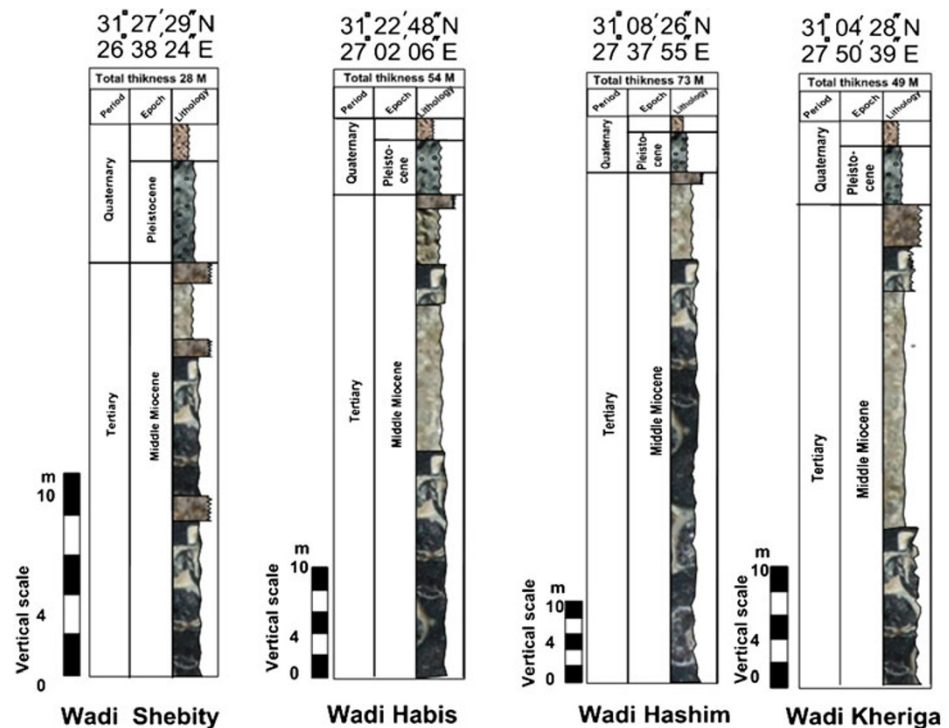 31° 27′ 29″ N
26 38 24 E
Total thikness 28 M
Period Epoch Lithology
Quaternary
Pleistocene
Tertiary
Middle Miocene
m
10
4
0
Vertical scale
Wadi Shebity
31° 22′ 48″ N
27 02 06 E
Total thikness 54 M
Period Epoch Lithology
Quaternary
Pleisto-
cene
Tertiary
Middle Miocene
m
10
4
0
Vertical scale
Wadi Habis
31° 08′ 26″ N
27 37 55 E
Total thikness 73 M
Period Epoch Lithology
Quaternary
Pleisto-
cene
Tertiary
Middle Miocene
m
10
4
0
Vertical scale
Wadi Hashim
31° 04′ 28″ N
27 50 39 E
Total thikness 49 M
Period Epoch Lithology
Quaternary
Pleisto-
cene
Tertiary
Middle Miocene
m
10
4
0
Vertical scale
Wadi Kheriga